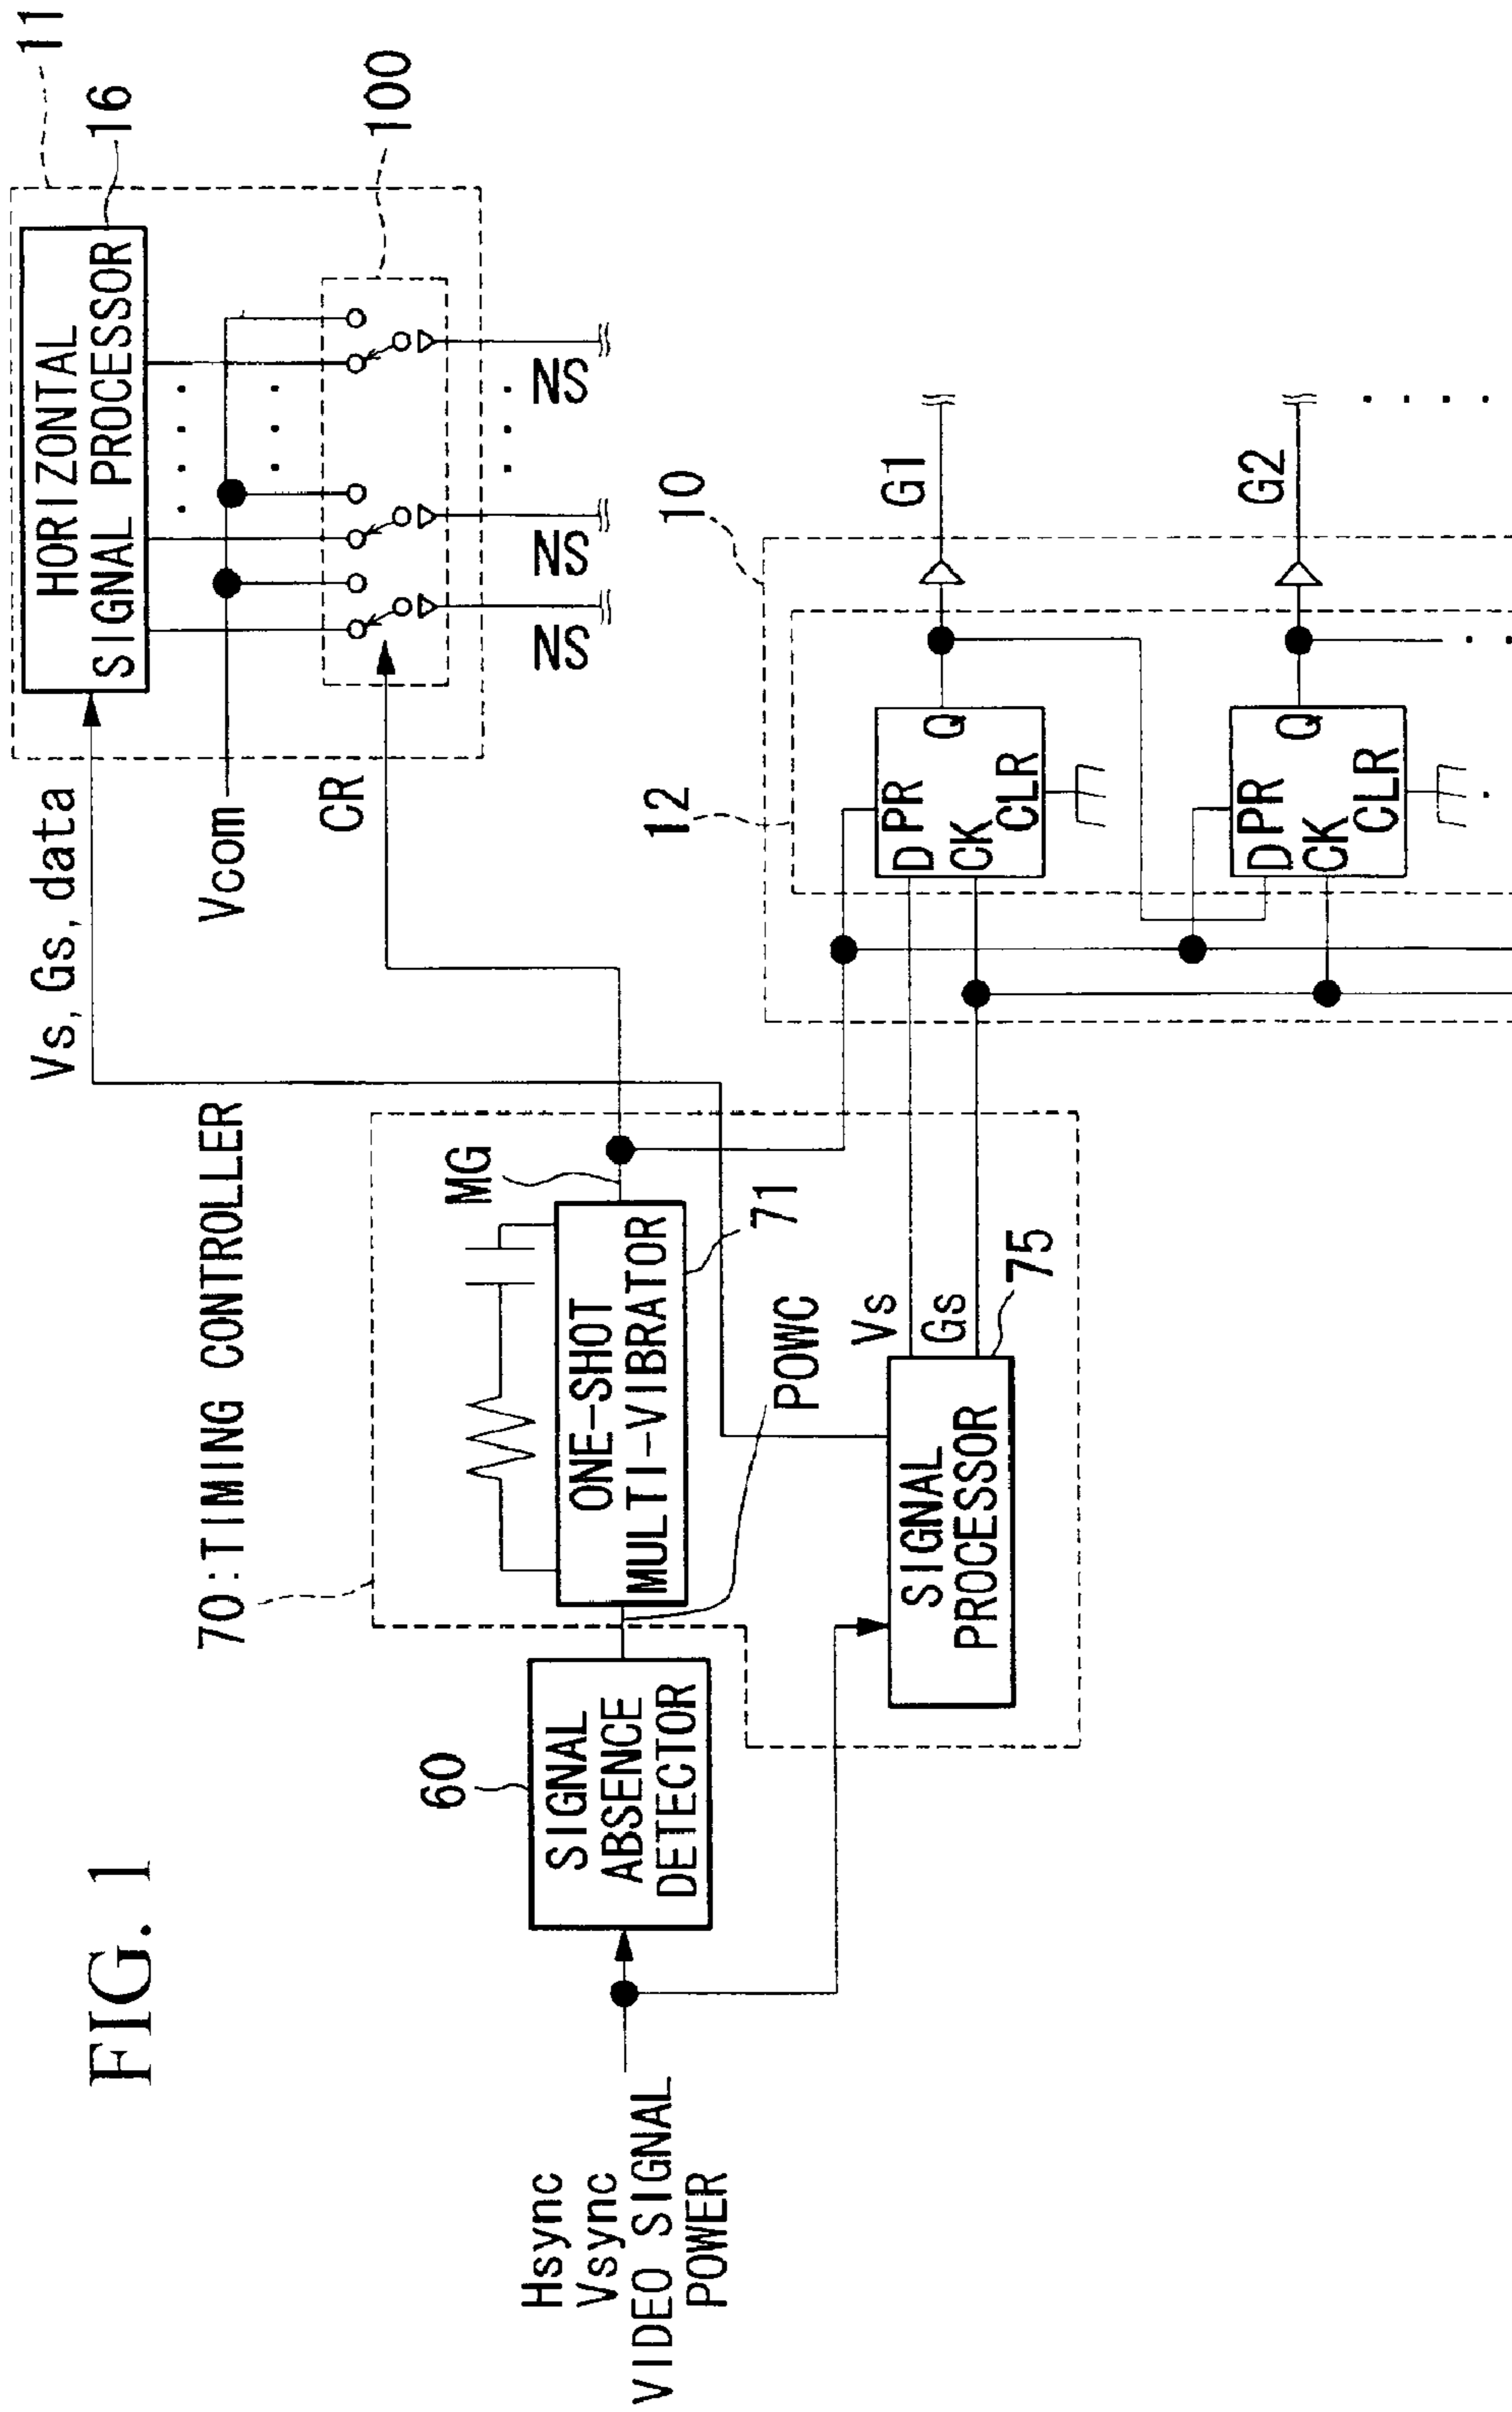 FIG. 1
Hsync
Vsync
VIDEO SIGNAL
POWER
60
SIGNAL
ABSENCE
DETECTOR
70:TIMING CONTROLLER
ONE-SHOT
MULTI-VIBRATOR
MG
71
POWC
SIGNAL
PROCESSOR
75
Vs
Gs
Vs, Gs, data
Vcom
CR
11
HORIZONTAL
SIGNAL PROCESSOR
16
100
NS
NS
NS
10
12
D
PR
CK
Q
CLR
G1
D
PR
CK
Q
CLR
G2